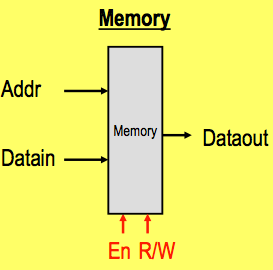 Memory
Addr
Memory
Dataout
Datain
En R/W